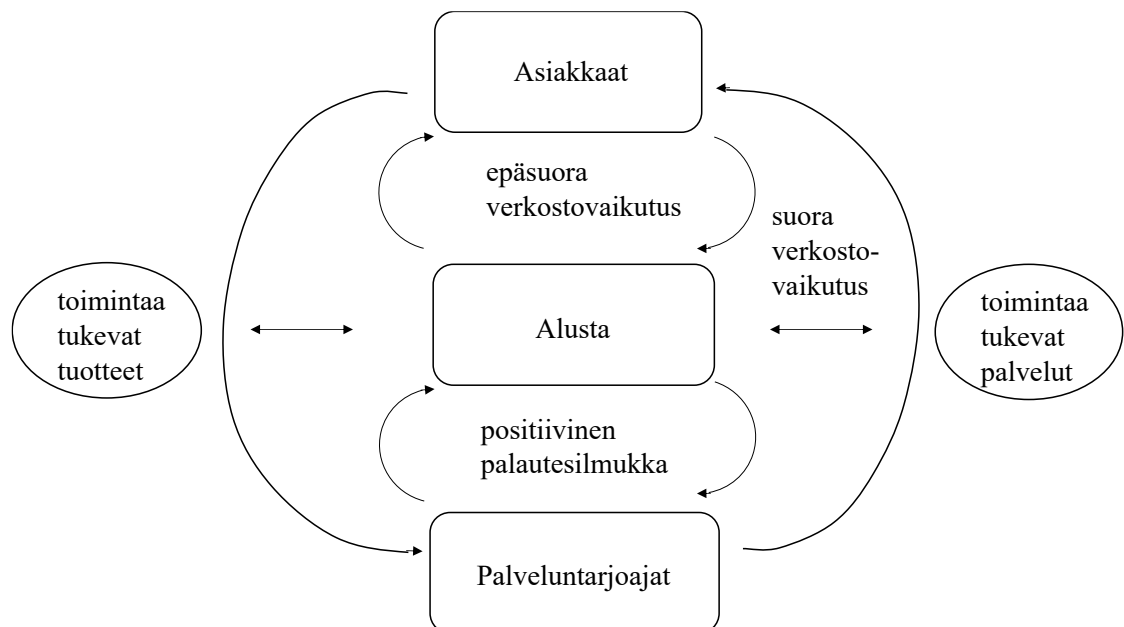 Asiakkaat
epäsuora
verkostovaikutus
suora
verkosto-
vaikutus
toimintaa
tukevat
tuotteet
Alusta
toimintaa
tukevat
palvelut
positiivinen
palautesilmukka
Palveluntarjoajat